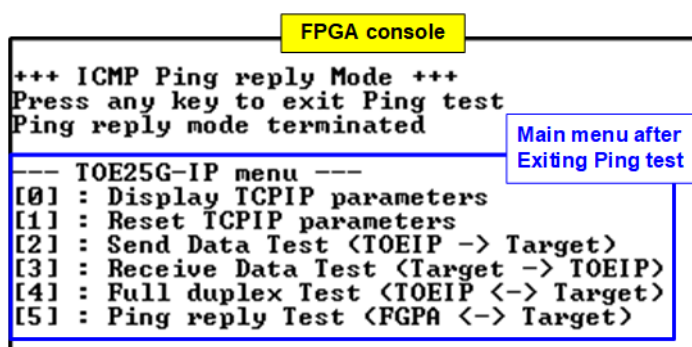 FPGA console
+++ ICMP Ping reply Mode +++
Press any key to exit Ping test
Ping reply mode terminated
Main menu after
Exiting Ping test
--- TOE25G-IP menu ---
[0] : Display TCPIP parameters
[1] : Reset TCPIP parameters
[2] : Send Data Test (TOEIP -> Target)
[3] : Receive Data Test (Target -> TOEIP)
[4] : Full duplex Test (TOEIP <-> Target)
[5] : Ping reply Test (FGPA <-> Target)